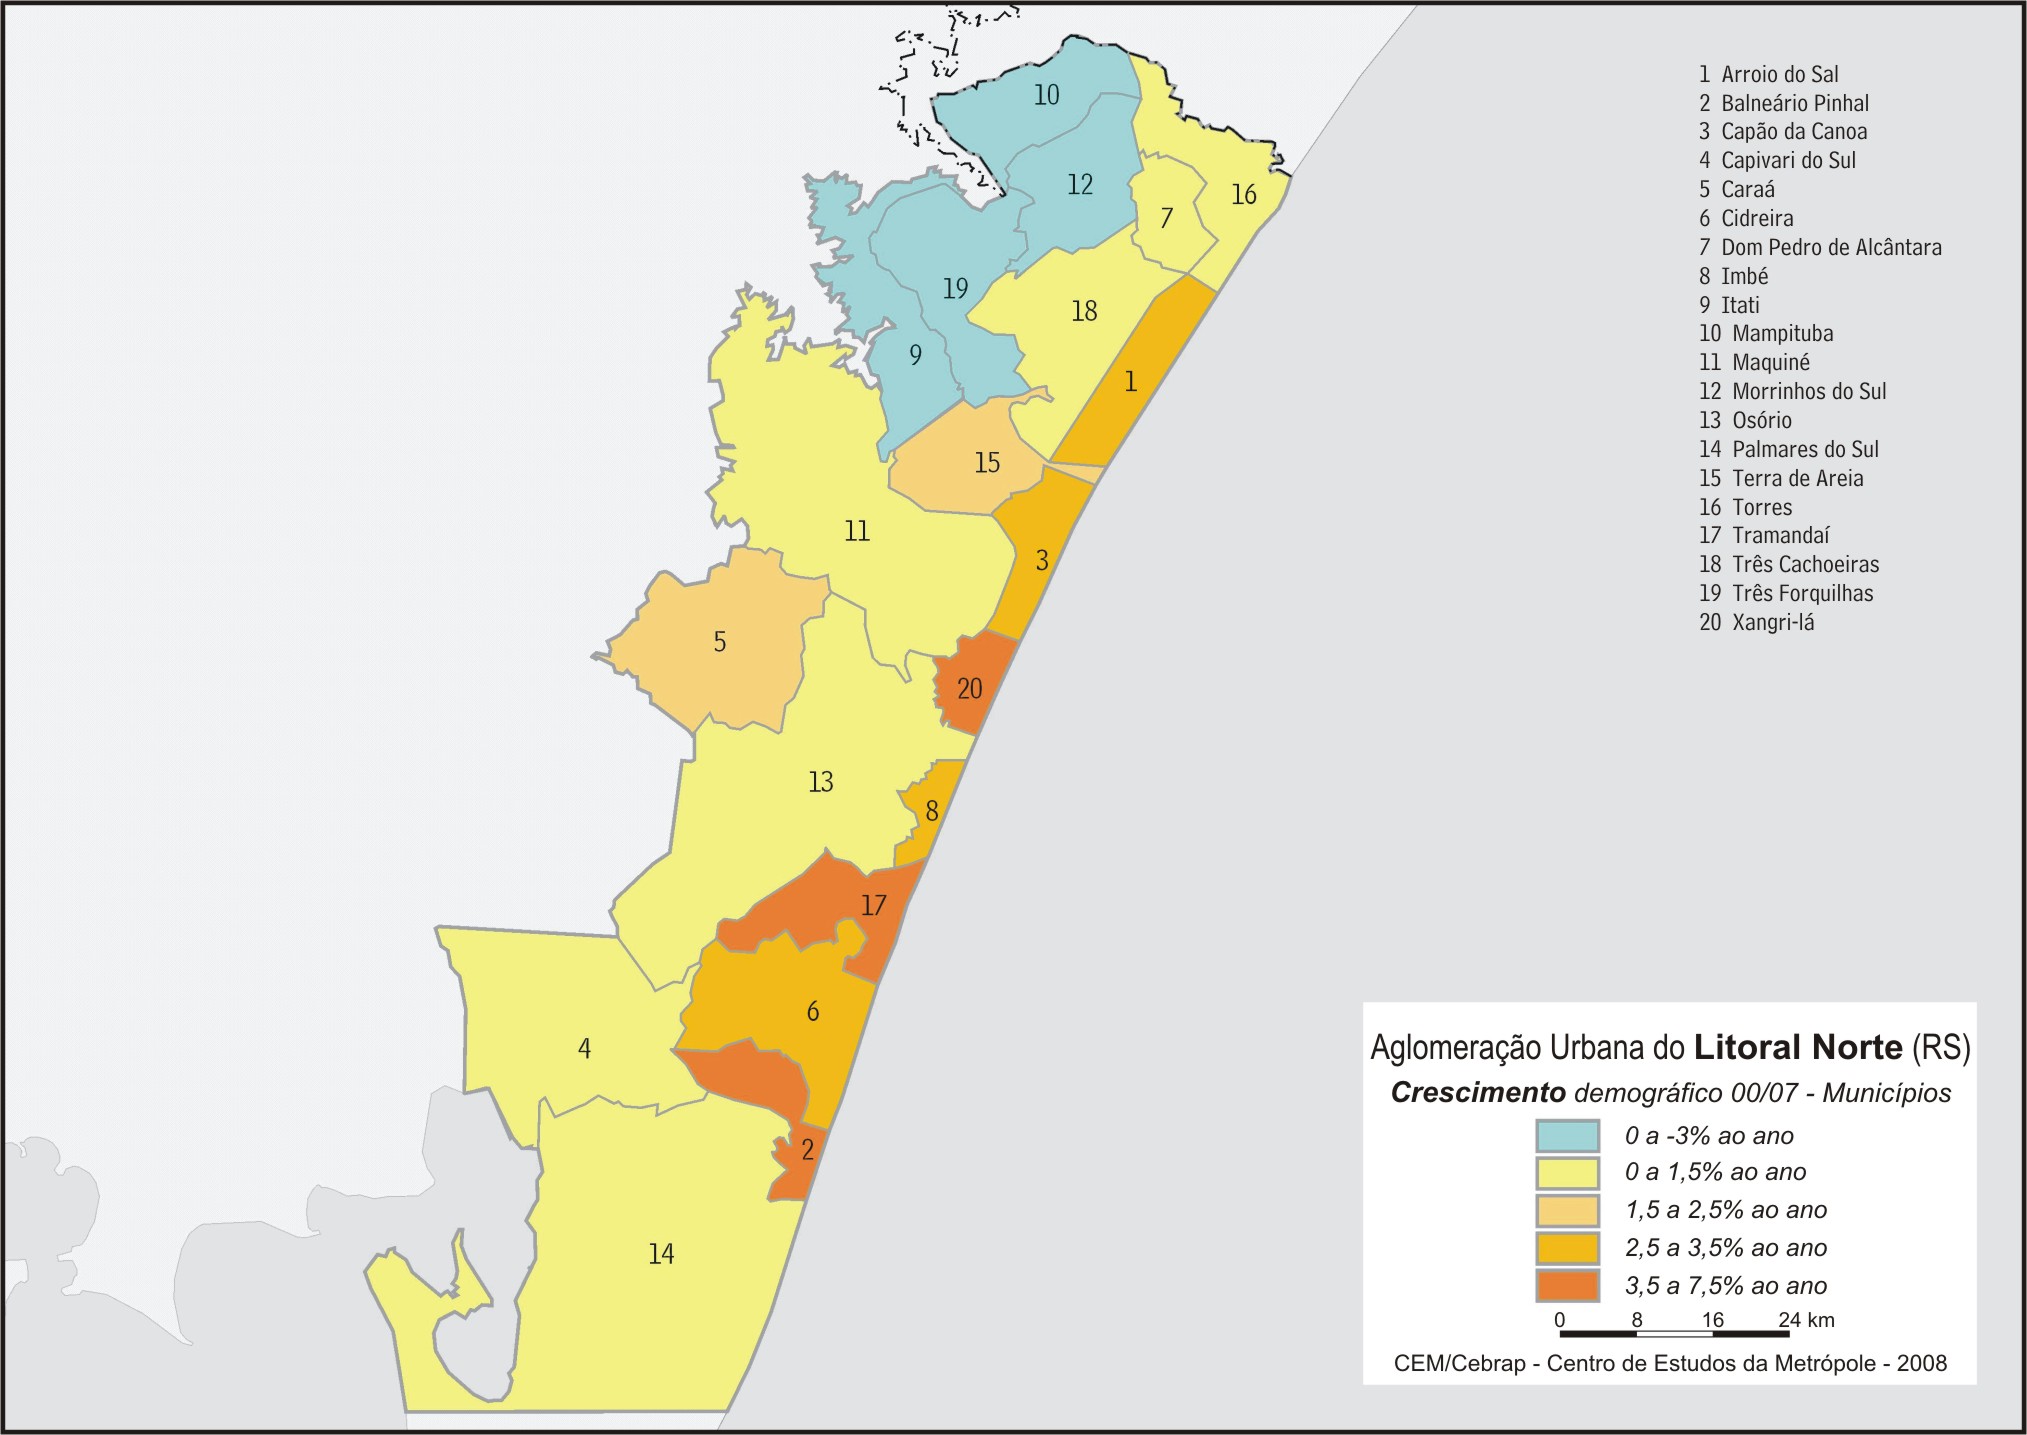 1 Arroio do Sal
2 Balneário Pinhal
3 Capão da Canoa
4 Capivari do Sul
5 Caraá
6 Cidreira
7 Dom Pedro de Alcântara
8 Imbé
9 Itati
10 Mampituba
11 Maquiné
12 Morrinhos do Sul
13 Osório
14 Palmares do Sul
15 Terra de Areia
16 Torres
17 Tramandaí
18 Três Cachoeiras
19 Três Forquilhas
20 Xangri-lá
10
12
16
7
19
18
9
1
15
11
3
5
20
13
8
17
6
4
2
14
Aglomeração Urbana do Litoral Norte (RS)
Crescimento demográfico 00/07 - Municípios
0 a -3% ao ano
0 a 1,5% ao ano
1,5 a 2,5% ao ano
2,5 a 3,5% ao ano
3,5 a 7,5% ao ano
0 8 16 24 km
CEM/Cebrap - Centro de Estudos da Metrópole - 2008